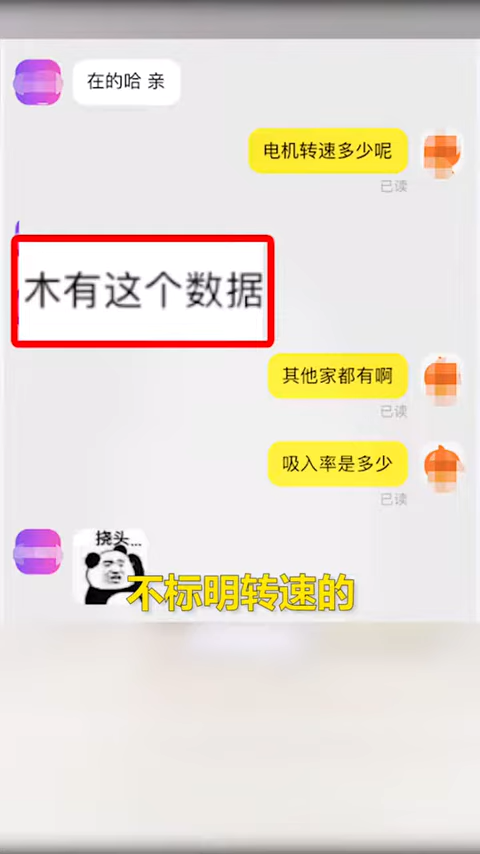 在的哈 亲
电机转速多少呢
已读
木有这个数据
其他家都有啊
已读
吸入率是多少
已读
挠头...
不标明转速的